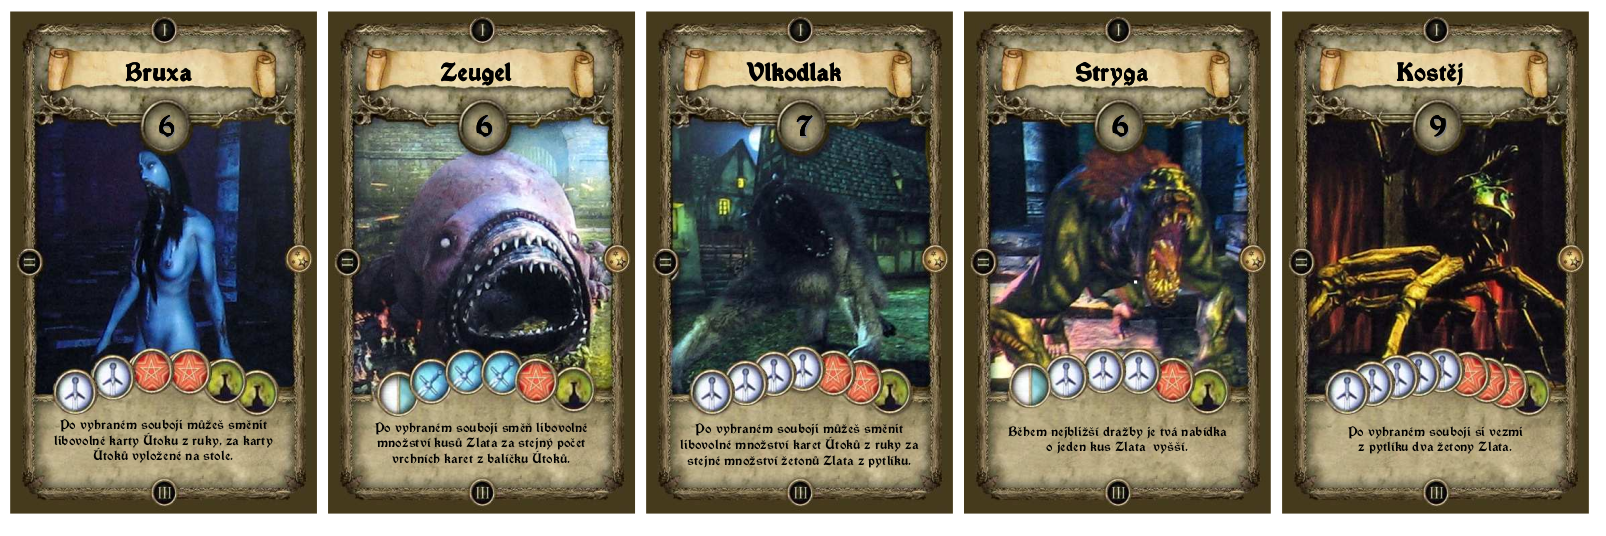 I
Bruxa
6
II
Po vybraném souboji můžeš směnit
libovolné karty Útoku z ruky, za karty
Útoků vyložené na stole.
III
I
Zeugel
6
II
Po vybraném souboji směň libovolné
množství kusů Zlata za stejný počet
vrchních karet z balíčku Útoků.
III
I
Vlkodlak
7
II
Po vybraném souboji můžeš směnit
libovolné množství karet Útoků z ruky za
stejné množství žetonů Zlata z pytlíku.
III
I
Stryga
6
II
Během nejbližší dražby je tvá nabídka
o jeden kus Zlata vyšší.
III
I
Kostěj
9
II
Po vybraném souboji si vezmi
z pytlíku dva žetony Zlata.
III